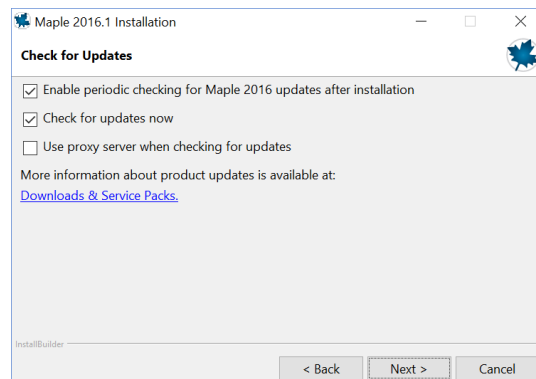 Maple 2016.1 Installation
Check for Updates
Enable periodic checking for Maple 2016 updates after installation
Check for updates now
Use proxy server when checking for updates
More information about product updates is available at:
Downloads & Service Packs.
InstallBuilder
< Back
Next >
Cancel